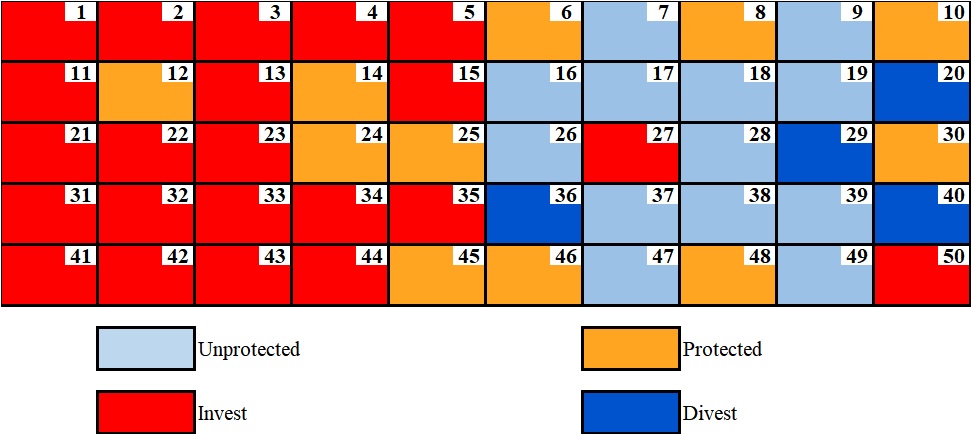 1 2 3 4 5 6 7 8 9 10
11 12 13 14 15 16 17 18 19 20
21 22 23 24 25 26 27 28 29 30
31 32 33 34 35 36 37 38 39 40
41 42 43 44 45 46 47 48 49 50
Unprotected Protected
Invest Divest